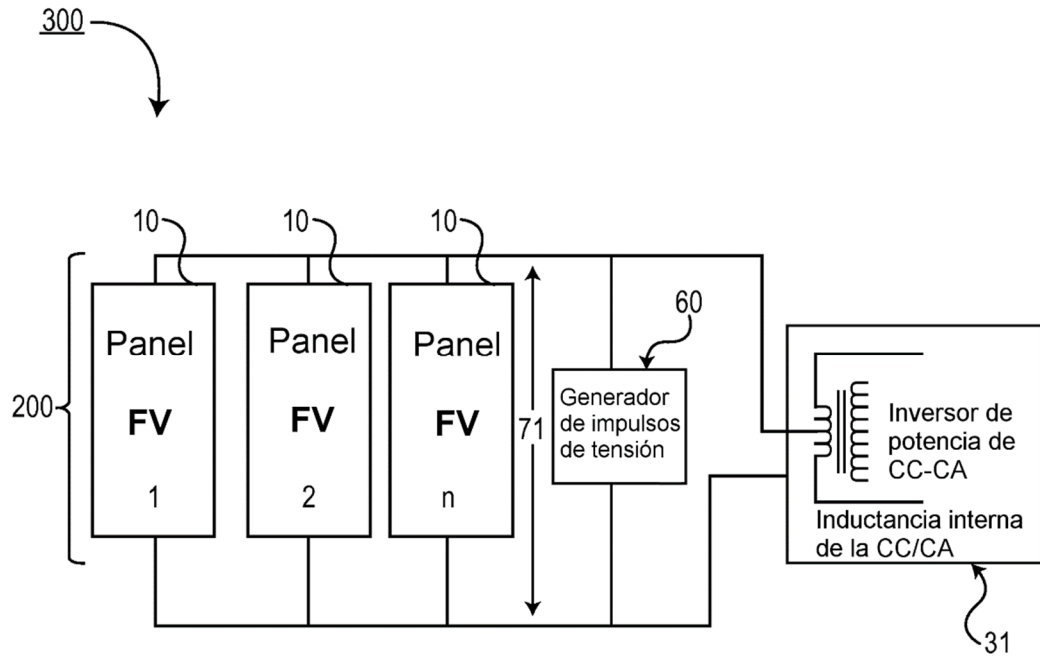 300
10
10
10
Panel
FV
1
Panel
FV
2
Panel
FV
n
200
71
60
Generador
de impulsos
de tensión
Inversor de
potencia de
CC-CA
Inductancia interna
de la CC/CA
31